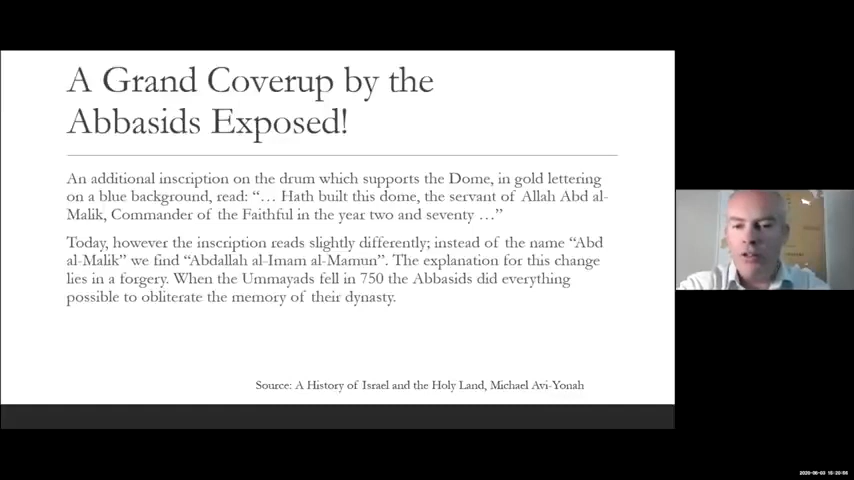 A Grand Coverup by the
Abbasids Exposed!
An additional inscription on the drum which supports the Dome, in gold lettering
on a blue background, read: “… Hath built this dome, the servant of Allah Abd al-
Malik, Commander of the Faithful in the year two and seventy …”
Today, however the inscription reads slightly differently; instead of the name “Abd
al-Malik” we find “Abdallah al-Imam al-Mamun”. The explanation for this change
lies in a forgery. When the Ummayads fell in 750 the Abbasids did everything
possible to obliterate the memory of their dynasty.
Source: A History of Israel and the Holy Land, Michael Avi-Yonah